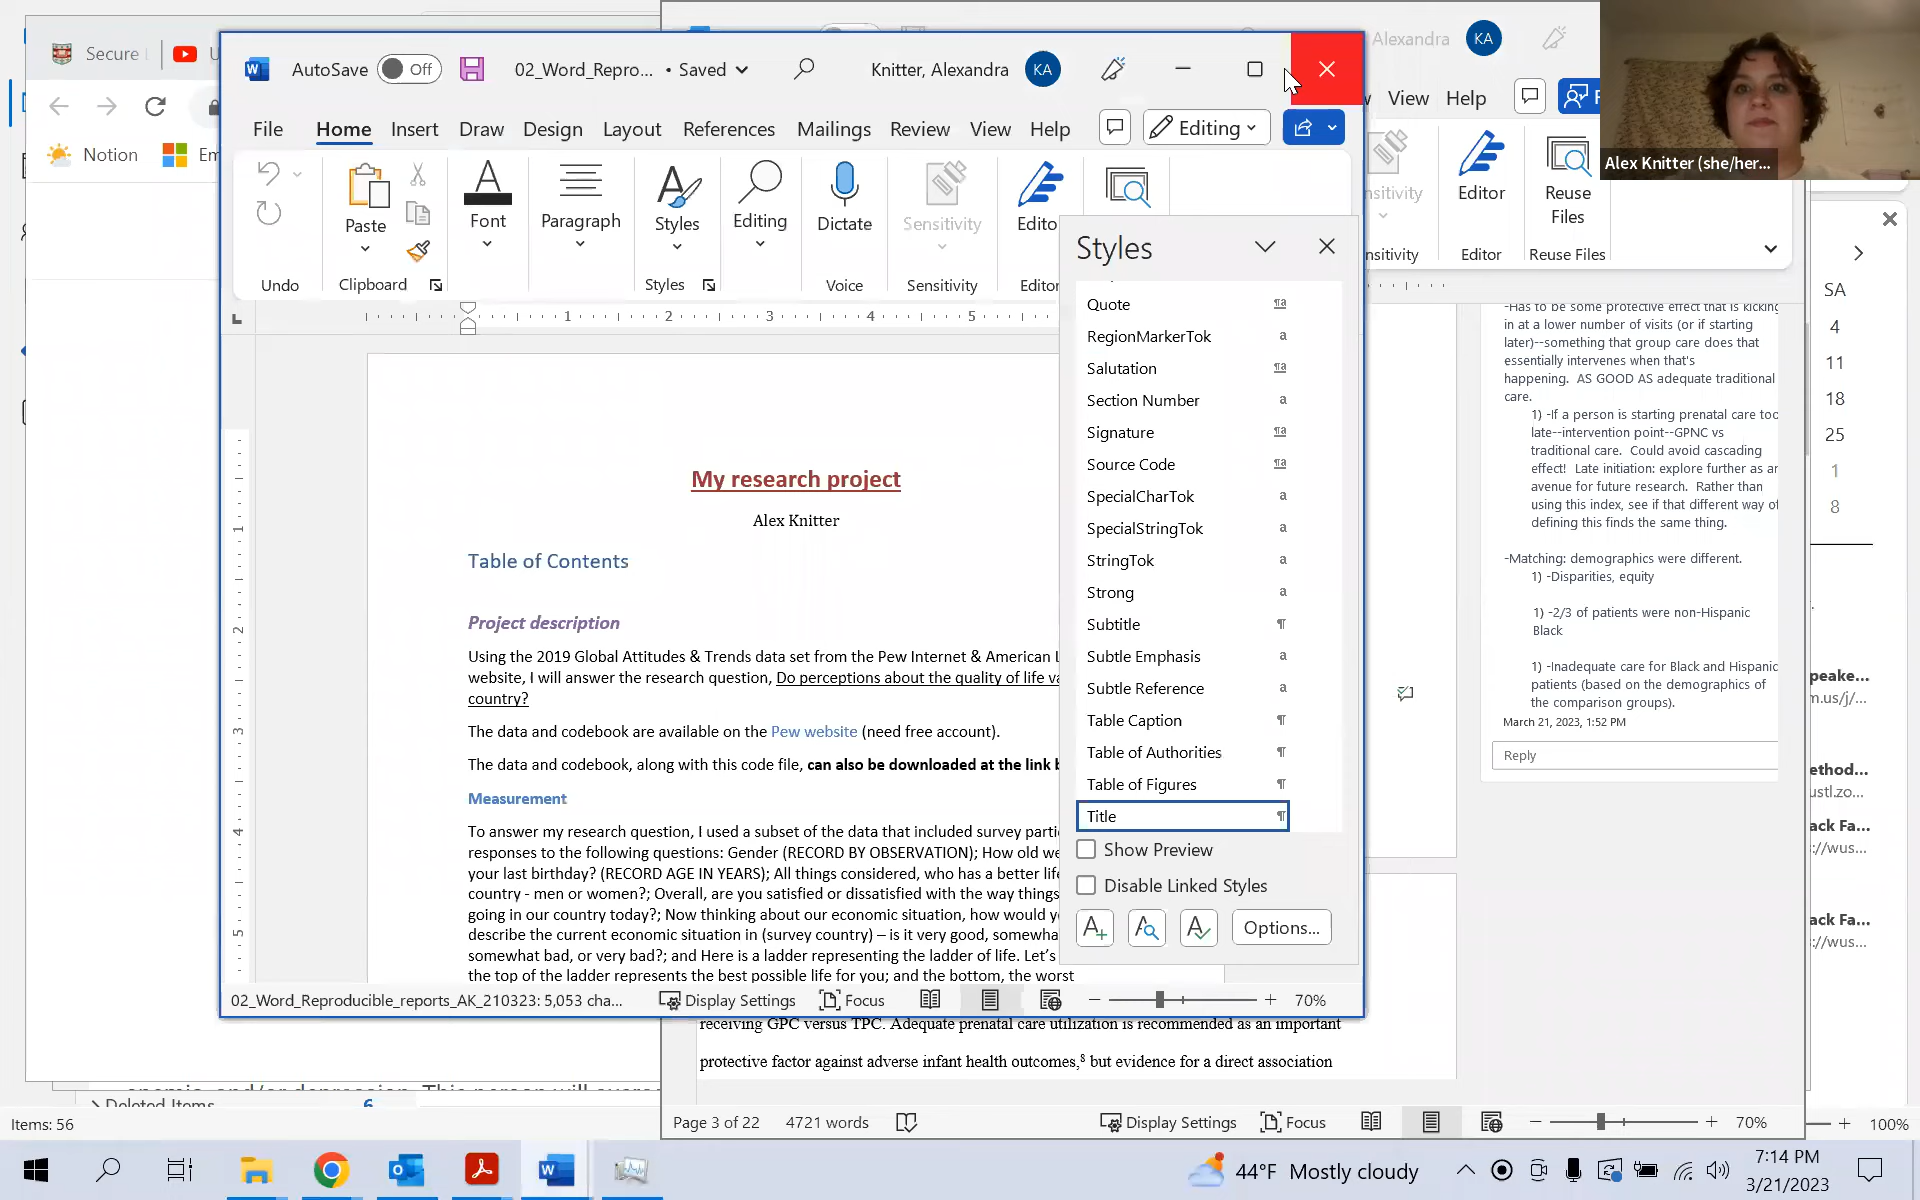 Secure
AutoSave Off 02_Word_Repro... • Saved Knitter, Alexandra KA
Alexandra KA
File Home Insert Draw Design Layout References Mailings Review View Help Editing
View Help
Notion Em
Paste Font Paragraph Styles Editing Dictate Sensitivity
Editor Reuse Files
Undo Clipboard Styles Voice Sensitivity
Editor Reuse Files
Alex Knitter (she/her...
1 2 3 4 5
My research project
Alex Knitter
Table of Contents
Project description
Using the 2019 Global Attitudes & Trends data set from the Pew Internet & American L
website, I will answer the research question, Do perceptions about the quality of life va
country?
The data and codebook are available on the Pew website (need free account).
The data and codebook, along with this code file, can also be downloaded at the link b
Measurement
To answer my research question, I used a subset of the data that included survey parti
responses to the following questions: Gender (RECORD BY OBSERVATION); How old we
your last birthday? (RECORD AGE IN YEARS); All things considered, who has a better life
country - men or women?; Overall, are you satisfied or dissatisfied with the way things
going in our country today?; Now thinking about our economic situation, how would y
describe the current economic situation in (survey country) – is it very good, somewha
somewhat bad, or very bad?; and Here is a ladder representing the ladder of life. Let's
the top of the ladder represents the best possible life for you; and the bottom, the worst
02_Word_Reproducible_reports_AK_210323: 5,053 cha... Display Settings Focus 70%
Styles
Quote
RegionMarkerTok
Salutation
Section Number
Signature
Source Code
SpecialCharTok
SpecialStringTok
StringTok
Strong
Subtitle
Subtle Emphasis
Subtle Reference
Table Caption
Table of Authorities
Table of Figures
Title
Show Preview
Disable Linked Styles
Options...
-Has to be some protective effect that is kicking
in at a lower number of visits (or if starting
later)--something that group care does that
essentially intervenes when that's
happening. AS GOOD AS adequate traditional
care.
1) -If a person is starting prenatal care too
late--intervention point--GPNC vs
traditional care. Could avoid cascading
effect! Late initiation: explore further as an
avenue for future research. Rather than
using this index, see if that different way of
defining this finds the same thing.
-Matching: demographics were different.
1) -Disparities, equity
1) -2/3 of patients were non-Hispanic
Black
1) -Inadequate care for Black and Hispanic
patients (based on the demographics of
the comparison groups).
March 21, 2023, 1:52 PM
Reply
SA
4
11
18
25
1
8
peake...
m.us/j/...
ethod...
ustl.zo...
ack Fa...
://wus...
ack Fa...
://wus...
receiving GPC versus TPC. Adequate prenatal care utilization is recommended as an important
protective factor against adverse infant health outcomes,8 but evidence for a direct association
Deleted Items 6
Items: 56
Page 3 of 22 4721 words Display Settings Focus 70% 100%
44°F Mostly cloudy
7:14 PM
3/21/2023